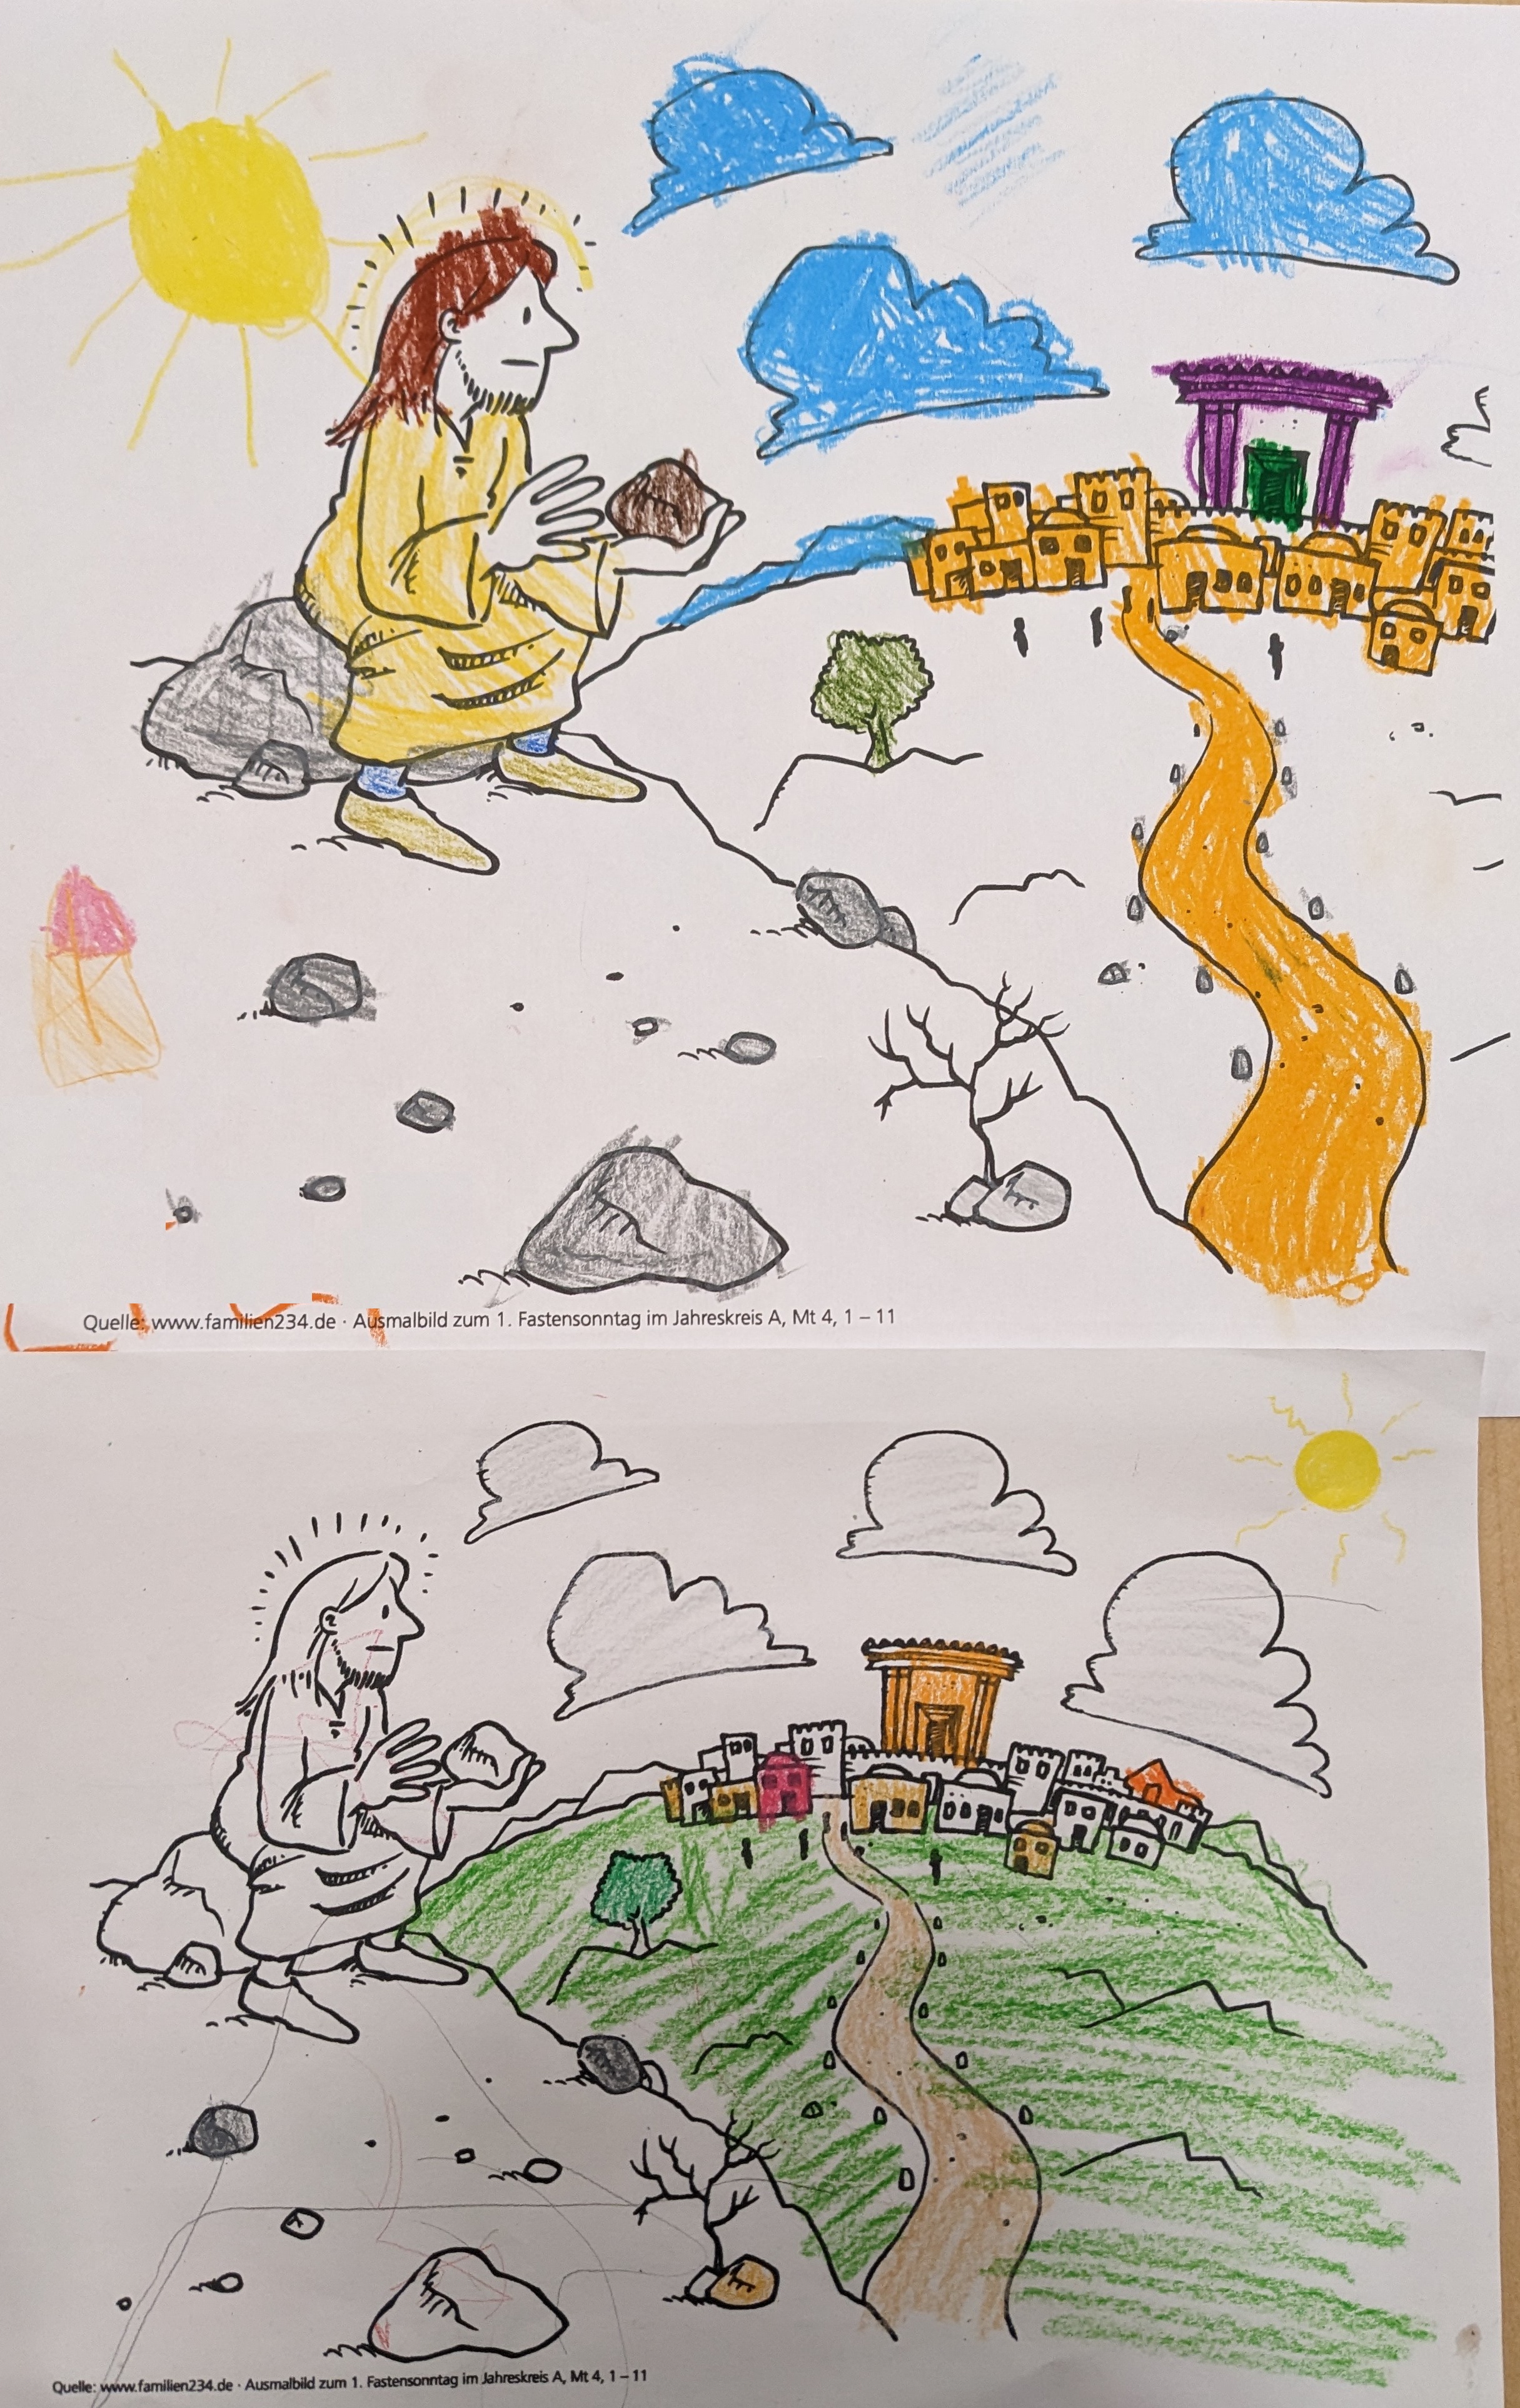 Quelle: www.familien234.de · Ausmalbild zum 1. Fastensonntag im Jahreskreis A, Mt 4, 1 – 11
Quelle: www.familien234.de · Ausmalbild zum 1. Fastensonntag im Jahreskreis A, Mt 4, 1 – 11